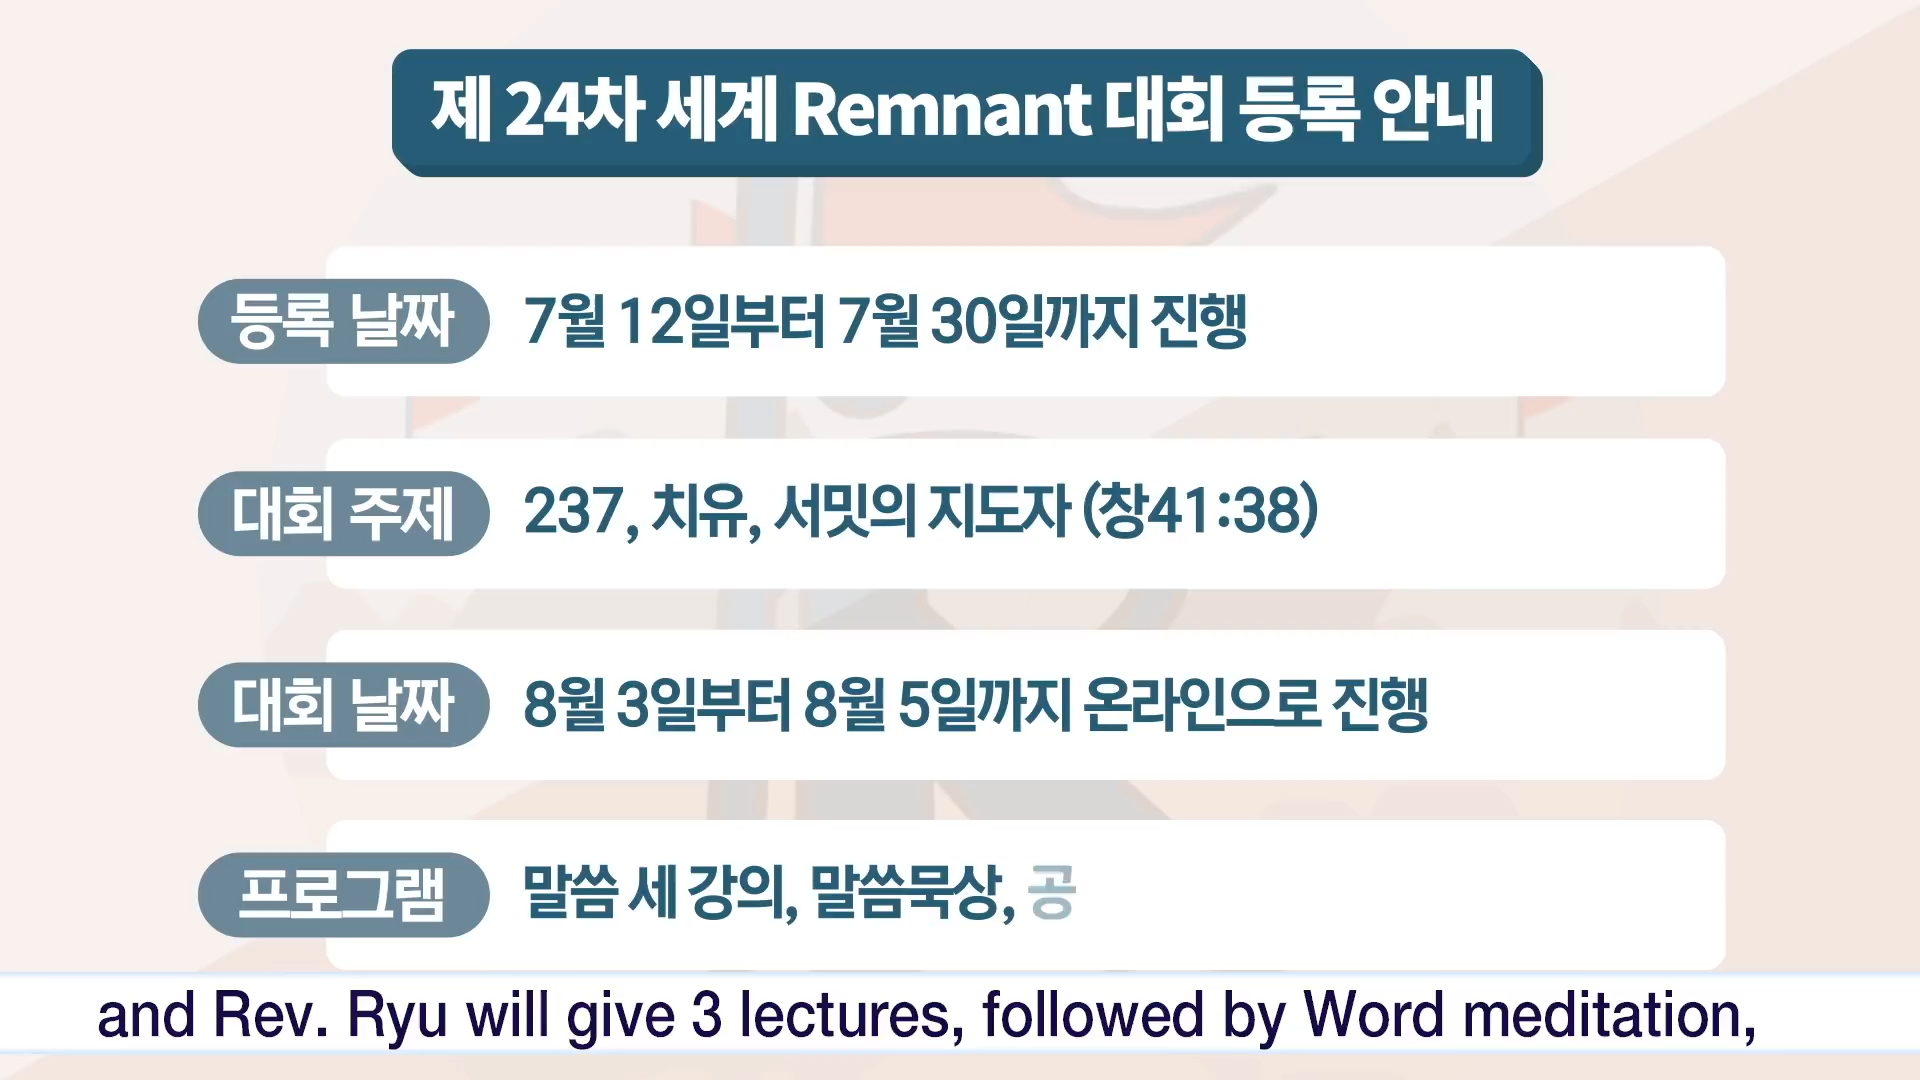 제 24차 세계 Remnant 대회 등록 안내
등록 날짜 7월 12일부터 7월 30일까지 진행
대회 주제 237, 치유, 서밋의 지도자 (창41:38)
대회 날짜 8월 3일부터 8월 5일까지 온라인으로 진행
프로그램 말씀 세 강의, 말씀묵상, 공
and Rev. Ryu will give 3 lectures, followed by Word meditation,